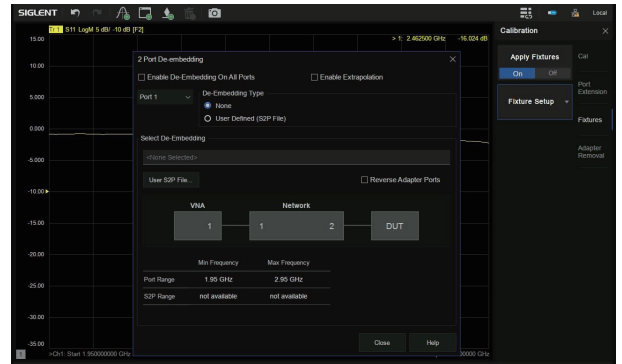 SIGLENT
Local
Tr 1 S11 LogM 5 dB/ -10 dB [F2]
> 1: 2.462500 GHz -16.024 dB
15.00
10.00
5.000
0.000
-5.000
-10.00
-15.00
-20.00
-25.00
-30.00
-35.00
2 Port De-embedding
Enable De-Embedding On All Ports
Enable Extrapolation
Port 1
De-Embedding Type
None
User Defined (S2P File)
Select De-Embedding
<None Selected>
User S2P File...
Reverse Adapter Ports
VNA Network
1 1 2 DUT
Min Frequency Max Frequency
Port Range 1.95 GHz 2.95 GHz
S2P Range not available not available
Close Help
1 >Ch1: Start 1.950000000 GHz
Calibration
Apply Fixtures
On Off
Fixture Setup
Cal
Port
Extension
Fixtures
Adapter
Removal